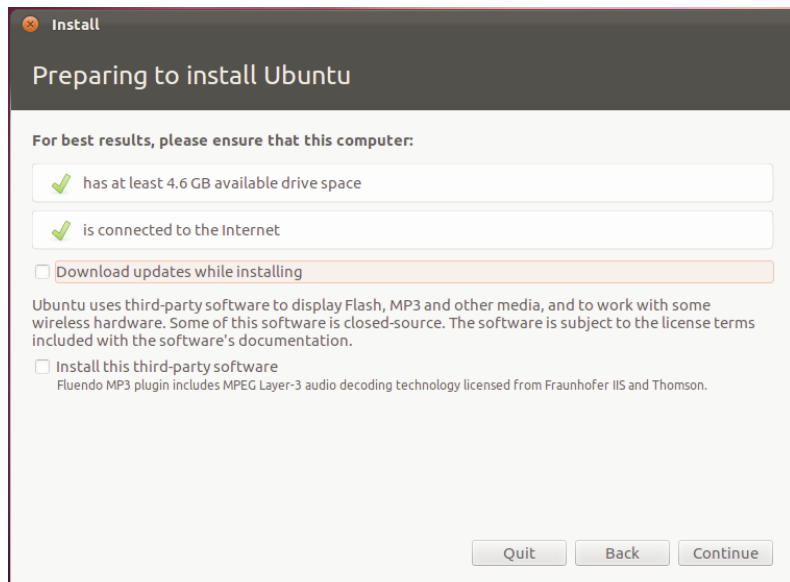 Install
Preparing to install Ubuntu
For best results, please ensure that this computer:
has at least 4.6 GB available drive space
is connected to the Internet
Download updates while installing
Ubuntu uses third-party software to display Flash, MP3 and other media, and to work with some
wireless hardware. Some of this software is closed-source. The software is subject to the license terms
included with the software's documentation.
Install this third-party software
Fluendo MP3 plugin includes MPEG Layer-3 audio decoding technology licensed from Fraunhofer IIS and Thomson.
Quit Back Continue